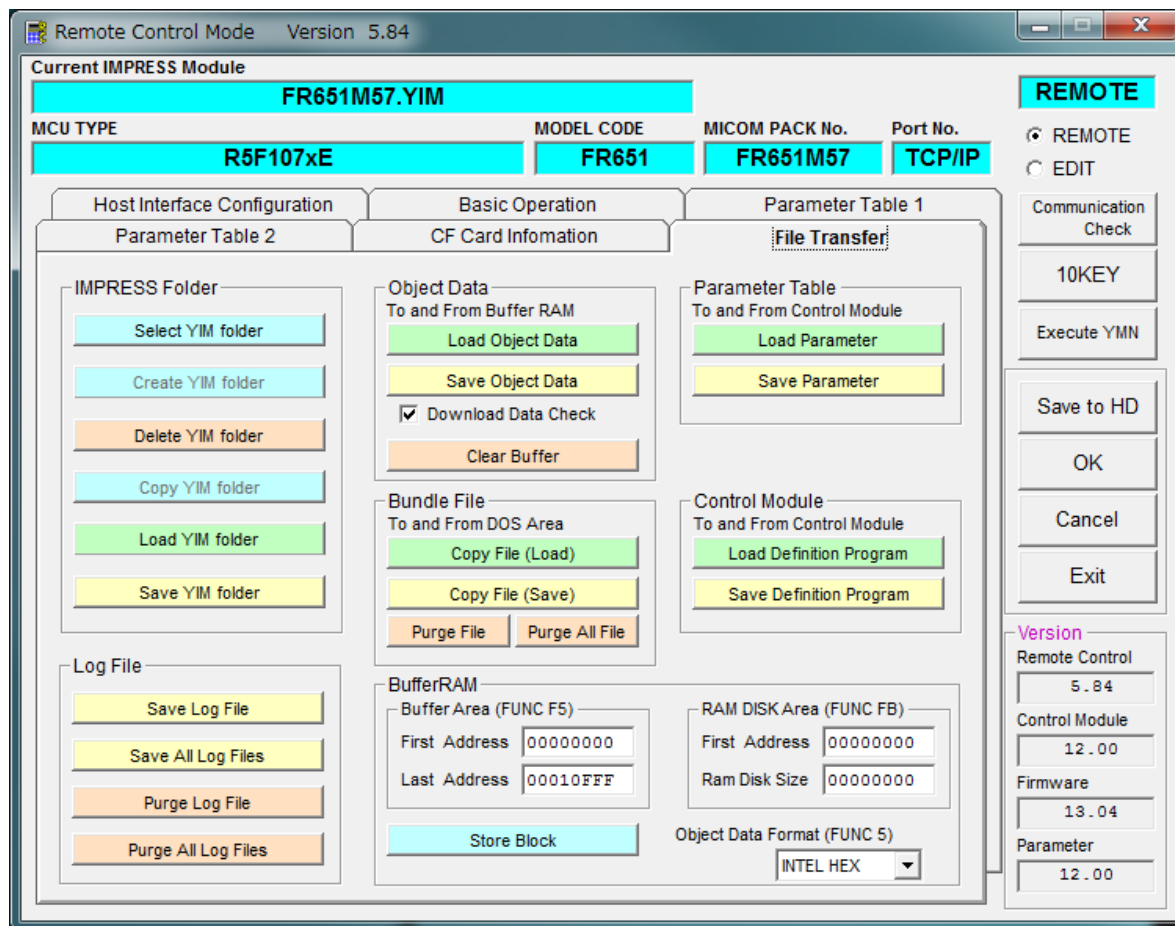 Remote Control Mode Version 5.84
Current IMPRESS Module
FR651M57.YIM
MCU TYPE
MODEL CODE
MICOM PACK No.
Port No.
R5F107xE
FR651
FR651M57
TCP/IP
REMOTE
REMOTE
EDIT
Host Interface Configuration
Basic Operation
Parameter Table 1
Parameter Table 2
CF Card Infomation
File Transfer
IMPRESS Folder
Select YIM folder
Create YIM folder
Delete YIM folder
Copy YIM folder
Load YIM folder
Save YIM folder
Log File
Save Log File
Save All Log Files
Purge Log File
Purge All Log Files
Object Data
To and From Buffer RAM
Load Object Data
Save Object Data
Download Data Check
Clear Buffer
Bundle File
To and From DOS Area
Copy File (Load)
Copy File (Save)
Purge File
Purge All File
Parameter Table
To and From Control Module
Load Parameter
Save Parameter
Control Module
To and From Control Module
Load Definition Program
Save Definition Program
BufferRAM
Buffer Area (FUNC F5)
First Address 00000000
Last Address 00010FFF
RAM DISK Area (FUNC FB)
First Address 00000000
Ram Disk Size 00000000
Store Block
Object Data Format (FUNC 5)
INTEL HEX
Communication
Check
10KEY
Execute YMN
Save to HD
OK
Cancel
Exit
Version
Remote Control
5.84
Control Module
12.00
Firmware
13.04
Parameter
12.00